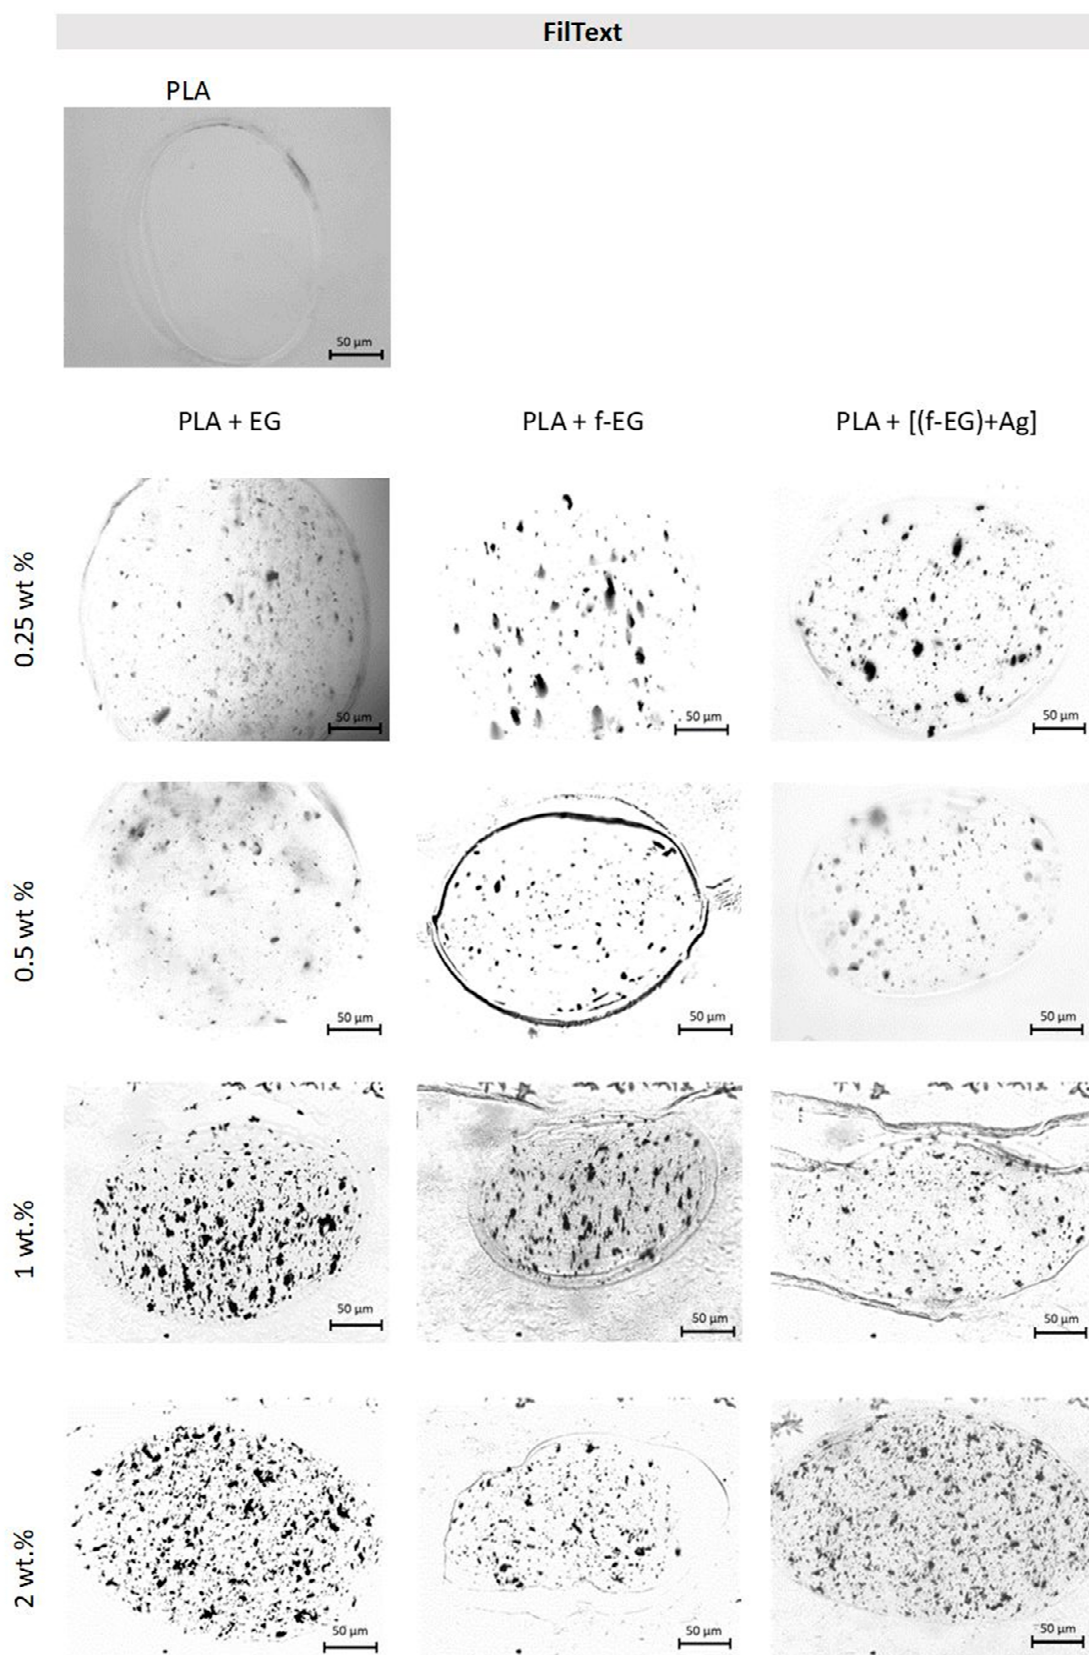 FilText
PLA
50 µm
PLA + EG PLA + f-EG PLA + [(f-EG)+Ag]
0.25 wt %
50 µm 50 µm 50 µm
0.5 wt %
50 µm 50 µm 50 µm
1 wt.%
50 µm 50 µm 50 µm
2 wt.%
50 µm 50 µm 50 µm